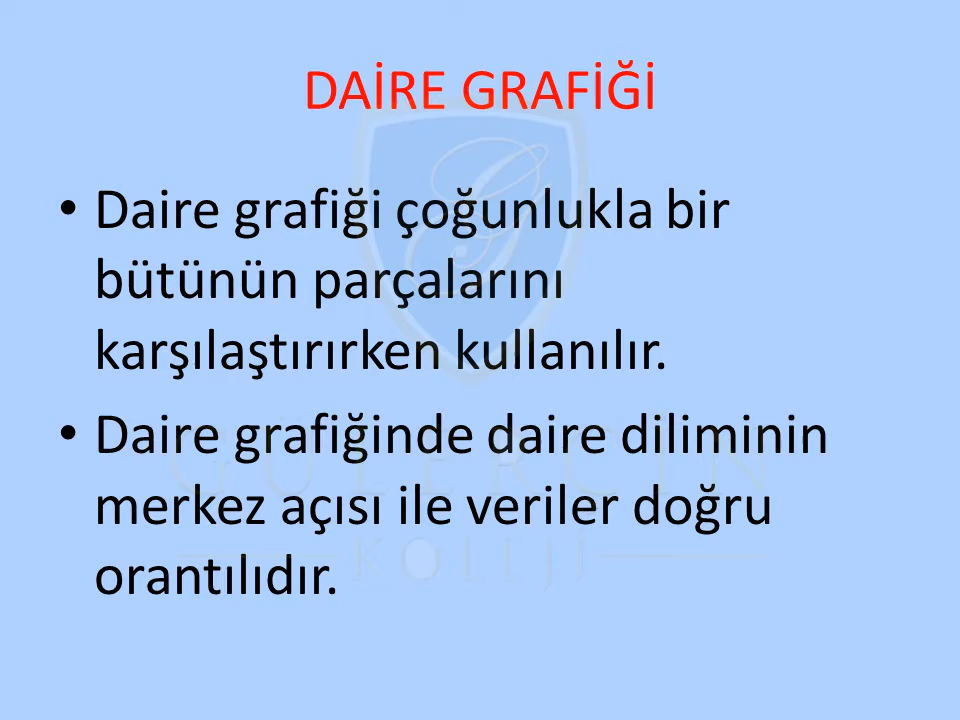 DAİRE GRAFİĞİ
• Daire grafiği çoğunlukla bir
bütünün parçalarını
karşılaştırırken kullanılır.
• Daire grafiğinde daire diliminin
merkez açısı ile veriler doğru
orantılıdır.
KOLEJİ